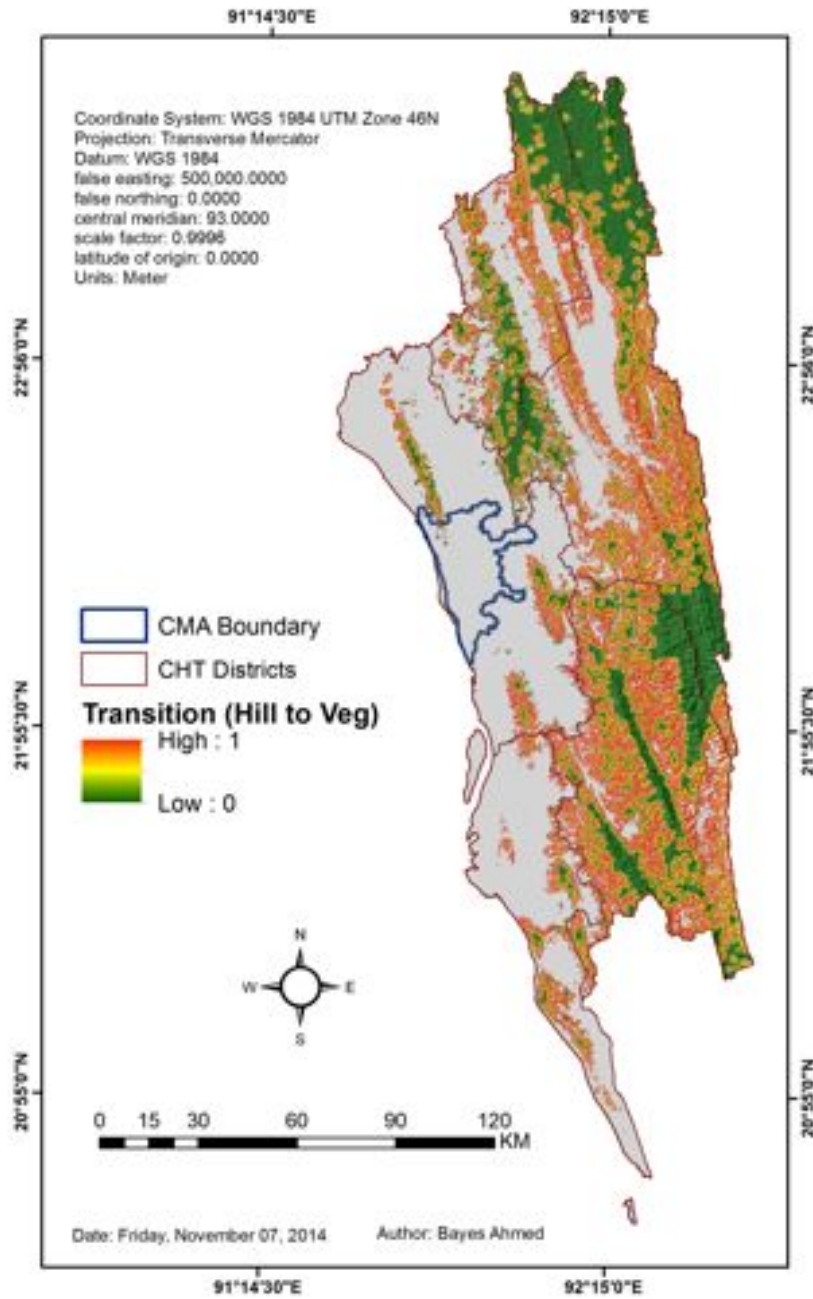 91°14'30"E 92°15'0"E
Coordinate System: WGS 1984 UTM Zone 46N
Projection: Transverse Mercator
Datum: WGS 1984
false easting: 500,000.0000
false northing: 0.0000
central meridian: 93.0000
scale factor: 0.9996
latitude of origin: 0.0000
Units: Meter
22°56'0"N 22°56'0"N
CMA Boundary
CHT Districts
Transition (Hill to Veg)
High : 1
Low : 0
21°55'30"N 21°55'30"N
N
W E
S
20°55'0"N 20°55'0"N
0 15 30 60 90 120
KM
Date: Friday, November 07, 2014 Author: Bayes Ahmed
91°14'30"E 92°15'0"E